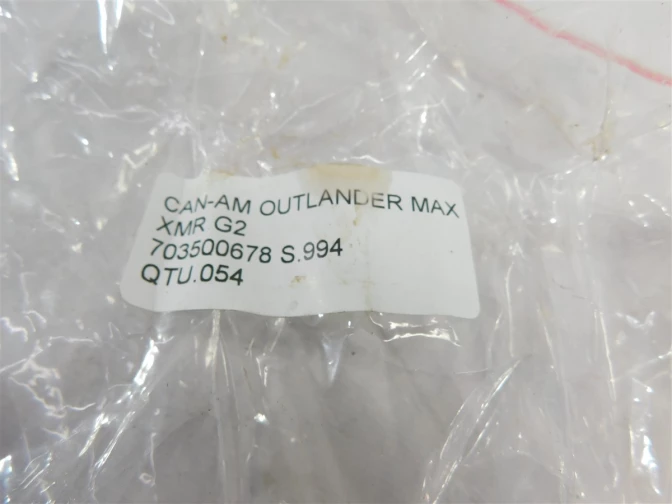 CAN-AM OUTLANDER MAX
XMR G2
703500678 S.994
QTU.054